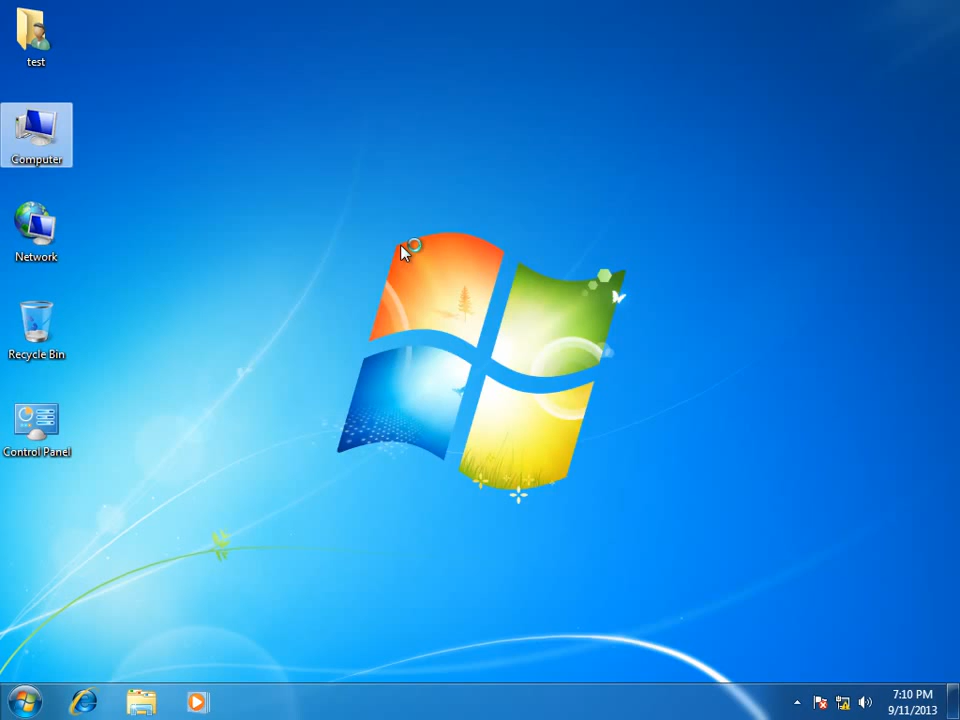 test
Computer
Network
Recycle Bin
Control Panel
7:10 PM
9/11/2013